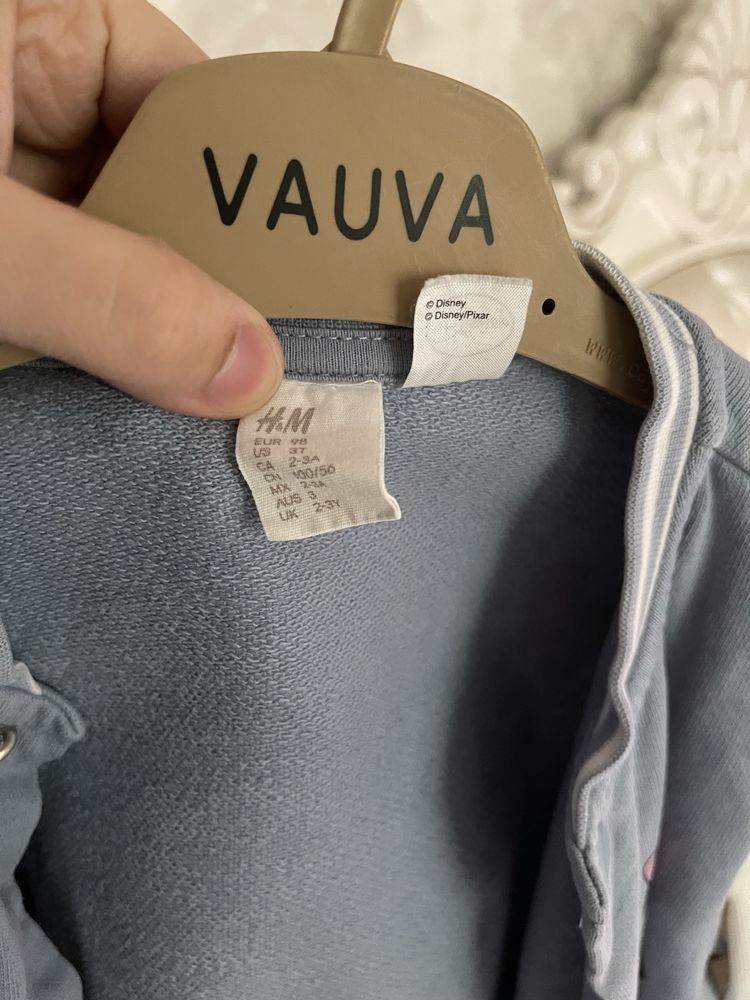 VAUVA
© Disney
© Disney/Pixar
H&M
EUR 98
US 3T
CA 2-3A
CN 100/56
MX 2-3A
AUS 3
UK 2-3Y